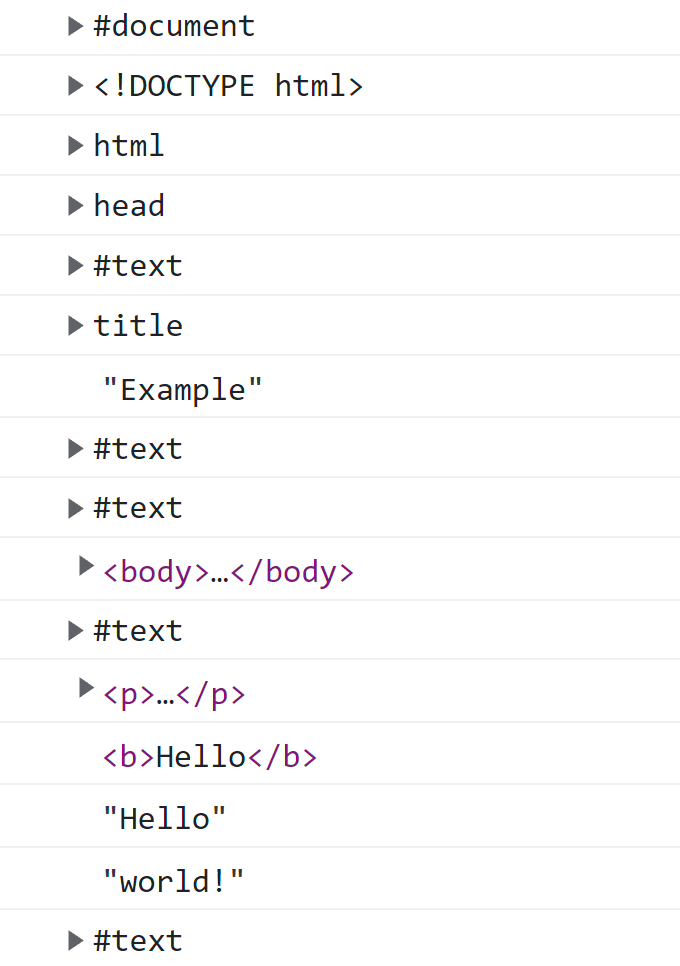 #document
<!DOCTYPE html>
html
head
#text
title
"Example"
#text
#text
<body>…</body>
#text
<p>…</p>
<b>Hello</b>
"Hello"
"world!"
#text